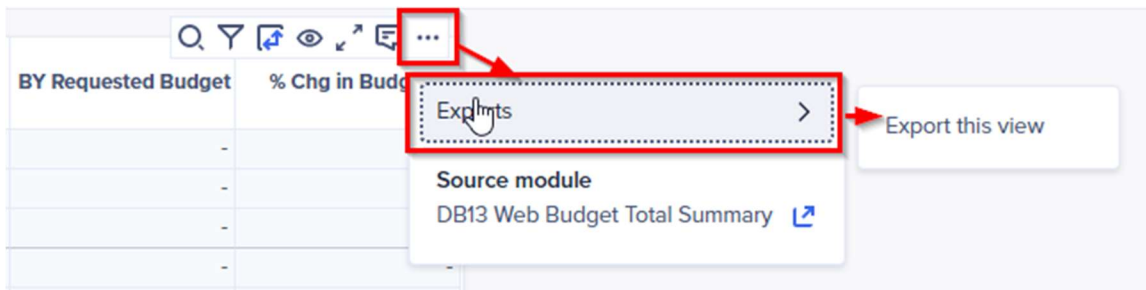 BY Requested Budget
% Chg in Budg
Exports
Export this view
-
Source module
-
DB13 Web Budget Total Summary
-
-
-